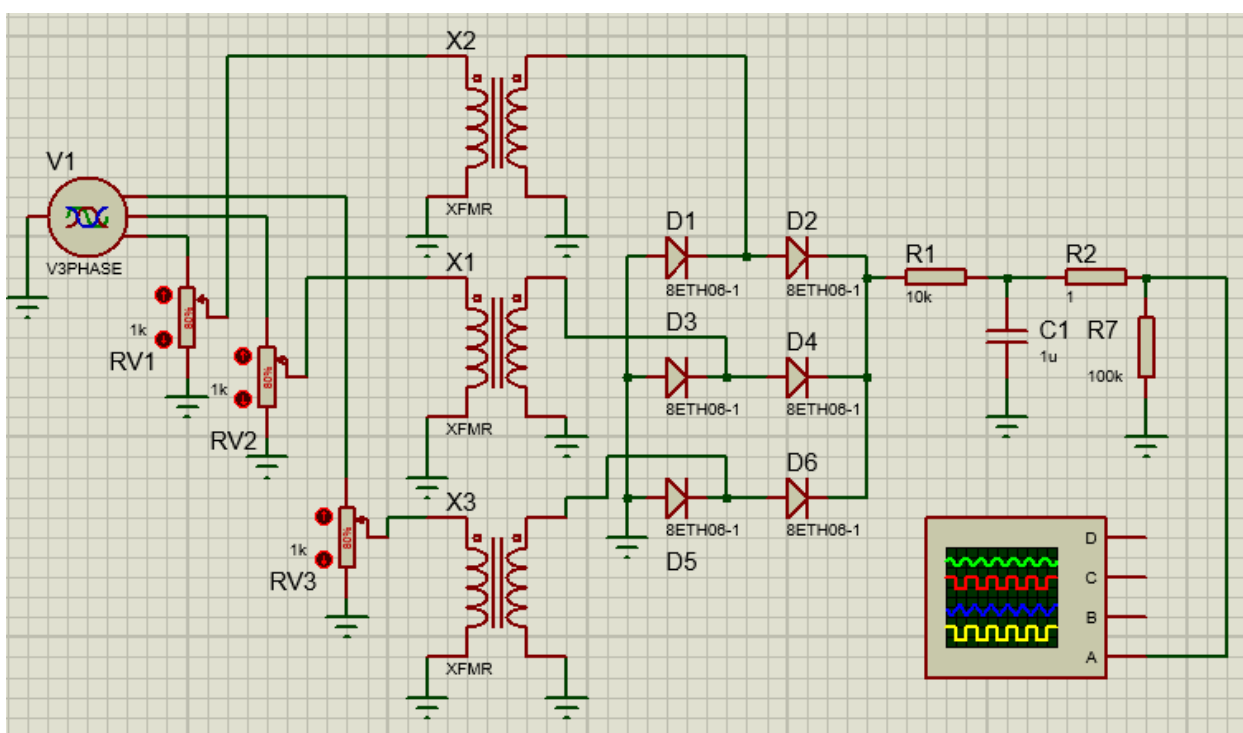 X2
V1
XFMR
D1
D2
V3PHASE
X1
R1
R2
8ETH06-1
8ETH06-1
10k
1
80%
1k
D3
D4
C1
R7
RV1
1u
80%
1k
100k
8ETH06-1
8ETH06-1
RV2
XFMR
D6
X3
80%
1k
8ETH06-1
8ETH06-1
D
RV3
D5
C
B
A
XFMR